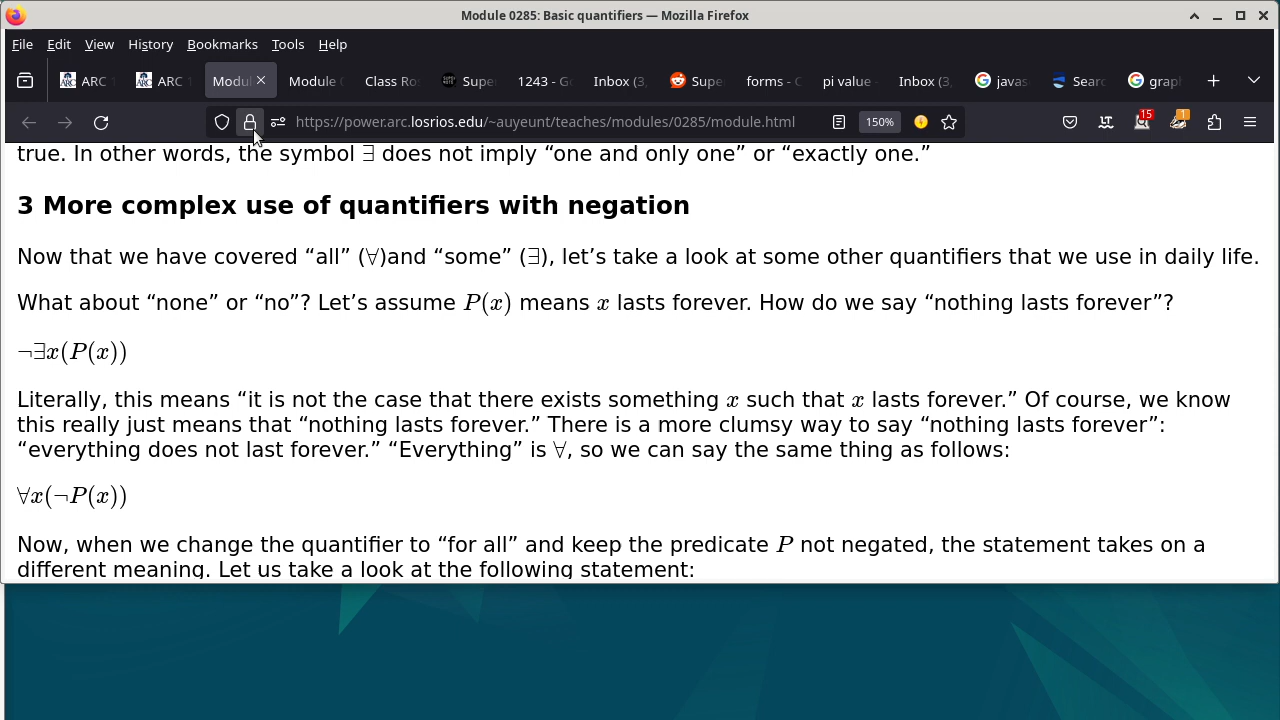 Module 0285: Basic quantifiers — Mozilla Firefox
File Edit View History Bookmarks Tools Help
ARC ARC Modul Module Class Ros Supe 1243 - Go Inbox (3, Supe forms - C pi value Inbox (3, javas Searc grap
https://power.arc.losrios.edu/~auyeunt/teaches/modules/0285/module.html 150% 15 1
true. In other words, the symbol ∃ does not imply “one and only one” or “exactly one.”
3 More complex use of quantifiers with negation
Now that we have covered “all” (∀)and “some” (∃), let’s take a look at some other quantifiers that we use in daily life.
What about “none” or “no”? Let’s assume P(x) means x lasts forever. How do we say “nothing lasts forever”?
¬∃x(P(x))
Literally, this means “it is not the case that there exists something x such that x lasts forever.” Of course, we know
this really just means that “nothing lasts forever.” There is a more clumsy way to say “nothing lasts forever”:
“everything does not last forever.” “Everything” is ∀, so we can say the same thing as follows:
∀x(¬P(x))
Now, when we change the quantifier to “for all” and keep the predicate P not negated, the statement takes on a
different meaning. Let us take a look at the following statement: